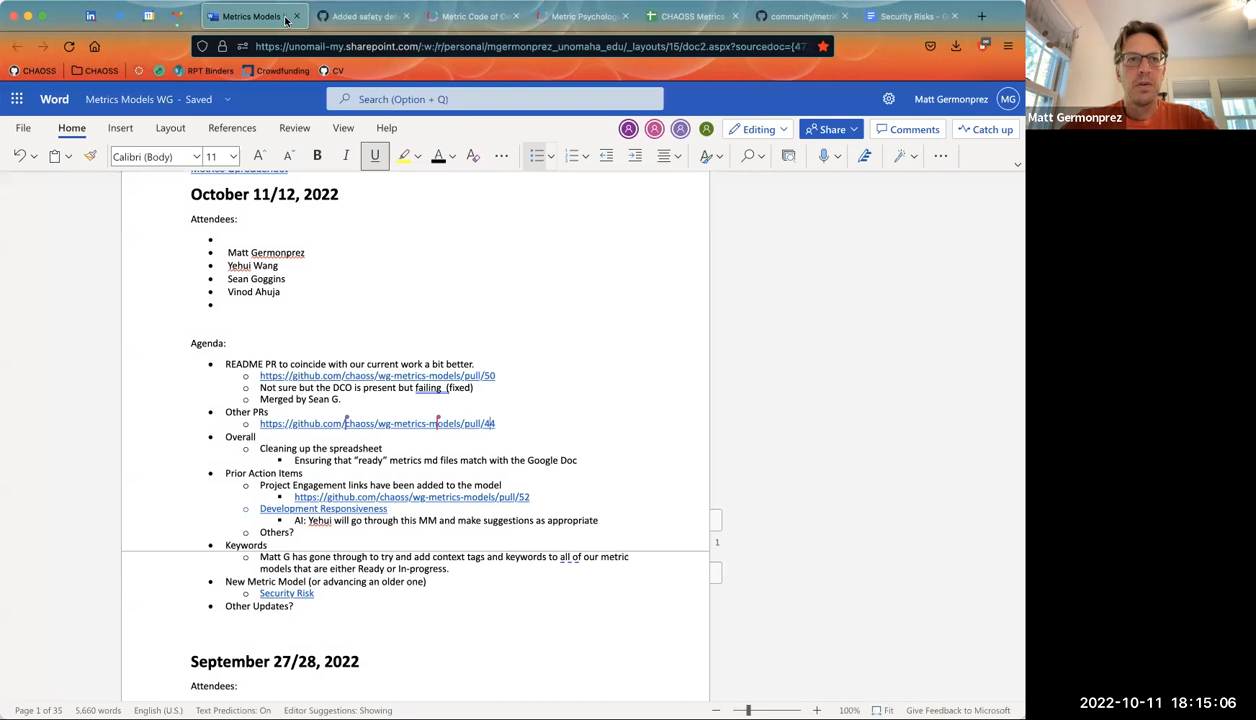 Metrics Models
Added safety de
Metric Code of C
Metric Psycholog
CHAOSS Metrics
community/metri
Security Risks - G
https://unomail-my.sharepoint.com/:w:/r/personal/mgermonprez_unomaha_edu/_layouts/15/doc2.aspx?sourcedoc={47
CHAOSS
CHAOSS
RPT Binders
Crowdfunding
CV
Word
Metrics Models WG - Saved
Search (Option + Q)
Matt Germonprez
MG
File
Home
Insert
Layout
References
Review
View
Help
Editing
Share
Comments
Catch up
Calibri (Body)
11
October 11/12, 2022
Attendees:
Matt Germonprez
Yehui Wang
Sean Goggins
Vinod Ahuja
Agenda:
README PR to coincide with our current work a bit better.
https://github.com/chaoss/wg-metrics-models/pull/50
Not sure but the DCO is present but failing (fixed)
Merged by Sean G.
Other PRs
https://github.com/chaoss/wg-metrics-models/pull/44
Overall
Cleaning up the spreadsheet
Ensuring that “ready” metrics md files match with the Google Doc
Prior Action Items
Project Engagement links have been added to the model
https://github.com/chaoss/wg-metrics-models/pull/52
Development Responsiveness
AI: Yehui will go through this MM and make suggestions as appropriate
Others?
Keywords
Matt G has gone through to try and add context tags and keywords to all of our metric
models that are either Ready or In-progress.
New Metric Model (or advancing an older one)
Security Risk
Other Updates?
September 27/28, 2022
Attendees:
1
Page 1 of 35
5,660 words
English (U.S.)
Text Predictions: On
Editor Suggestions: Showing
100%
Fit
Give Feedback to Microsoft
Matt Germonprez
2022-10-11 18:15:06